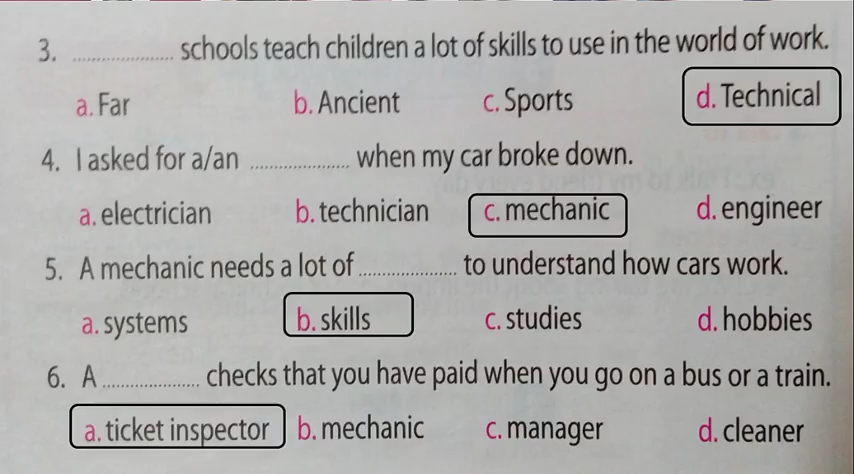 3. .................... schools teach children a lot of skills to use in the world of work.
a. Far b. Ancient c. Sports d. Technical
4. I asked for a/an .................... when my car broke down.
a. electrician b. technician c. mechanic d. engineer
5. A mechanic needs a lot of .................... to understand how cars work.
a. systems b. skills c. studies d. hobbies
6. A .................... checks that you have paid when you go on a bus or a train.
a. ticket inspector b. mechanic c. manager d. cleaner